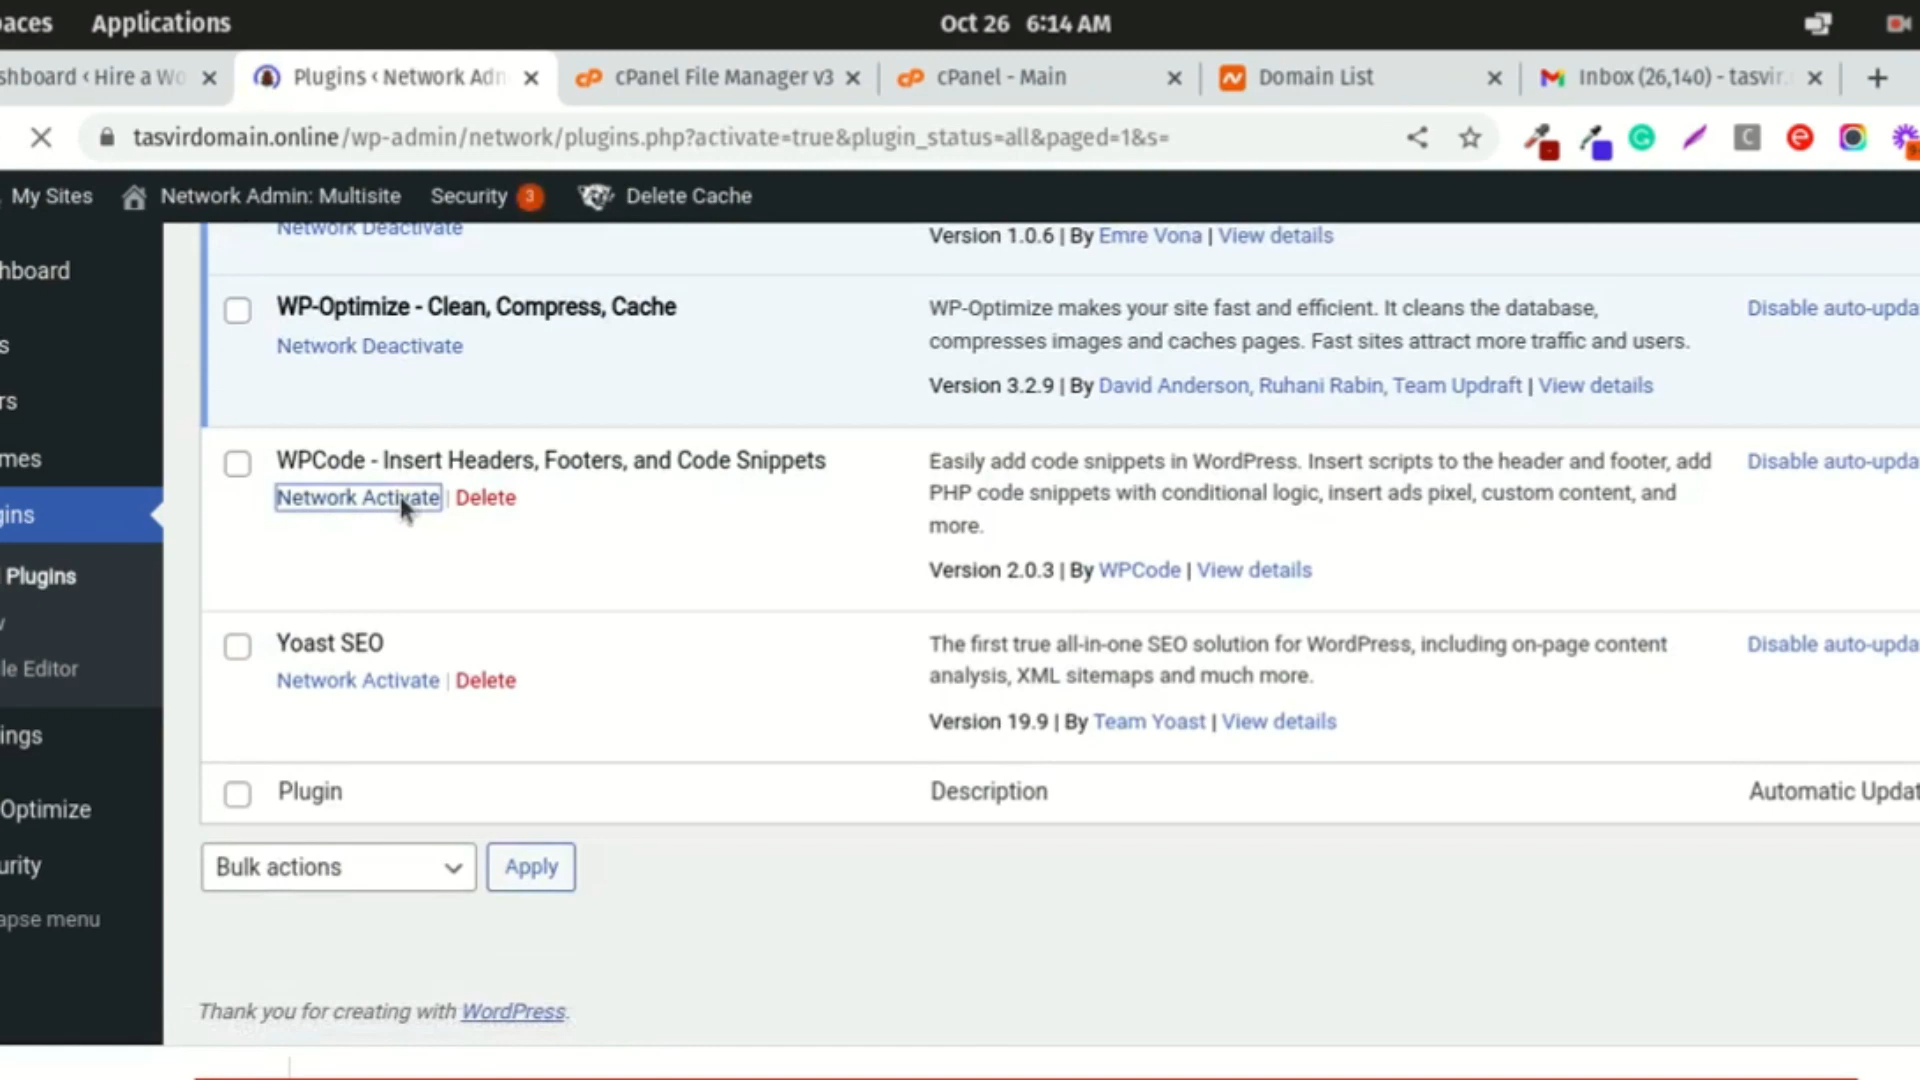 paces Applications Oct 26 6:14 AM
shboard ‹ Hire a Wo Plugins ‹ Network Adn cPanel File Manager v3 cPanel - Main Domain List Inbox (26,140) - tasvir.
tasvirdomain.online/wp-admin/network/plugins.php?activate=true&plugin_status=all&paged=1&s=
My Sites Network Admin: Multisite Security 3 Delete Cache
Network Deactivate
Version 1.0.6 | By Emre Vona | View details
hboard
WP-Optimize - Clean, Compress, Cache
Network Deactivate
WP-Optimize makes your site fast and efficient. It cleans the database,
compresses images and caches pages. Fast sites attract more traffic and users.
Version 3.2.9 | By David Anderson, Ruhani Rabin, Team Updraft | View details
Disable auto-upda
s
rs
mes
gins
WPCode - Insert Headers, Footers, and Code Snippets
Network Activate | Delete
Easily add code snippets in WordPress. Insert scripts to the header and footer, add
PHP code snippets with conditional logic, insert ads pixel, custom content, and
more.
Version 2.0.3 | By WPCode | View details
Disable auto-upda
Plugins
le Editor
Yoast SEO
Network Activate | Delete
The first true all-in-one SEO solution for WordPress, including on-page content
analysis, XML sitemaps and much more.
Version 19.9 | By Team Yoast | View details
Disable auto-upda
ings
Plugin Description Automatic Updat
Optimize
urity
apse menu
Bulk actions Apply
Thank you for creating with WordPress.